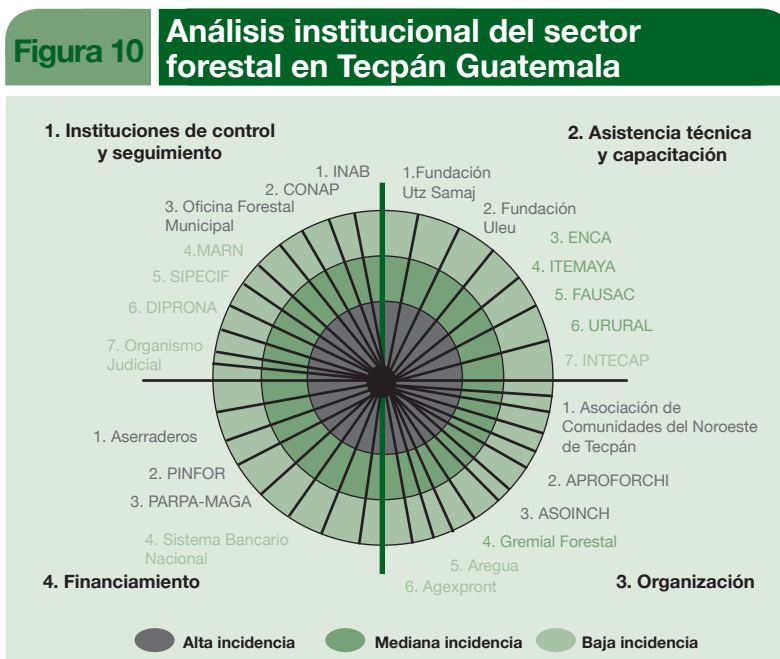 Figura 10
Análisis institucional del sector
forestal en Tecpán Guatemala
1. Instituciones de control
y seguimiento
1. INAB
2. CONAP
3. Oficina Forestal
Municipal
4.MARN
5. SIPECIF
6. DIPRONA
7. Organismo
Judicial
2. Asistencia técnica
y capacitación
1.Fundación
Utz Samaj
2. Fundación
Uleu
3. ENCA
4. ITEMAYA
5. FAUSAC
6. URURAL
7. INTECAP
1. Aserraderos
2. PINFOR
3. PARPA-MAGA
4. Sistema Bancario
Nacional
4. Financiamiento
1. Asociación de
Comunidades del Noroeste
de Tecpán
2. APROFORCHI
3. ASOINCH
4. Gremial Forestal
5. Aregua
6. Agexpront
3. Organización
Alta incidencia
Mediana incidencia
Baja incidencia